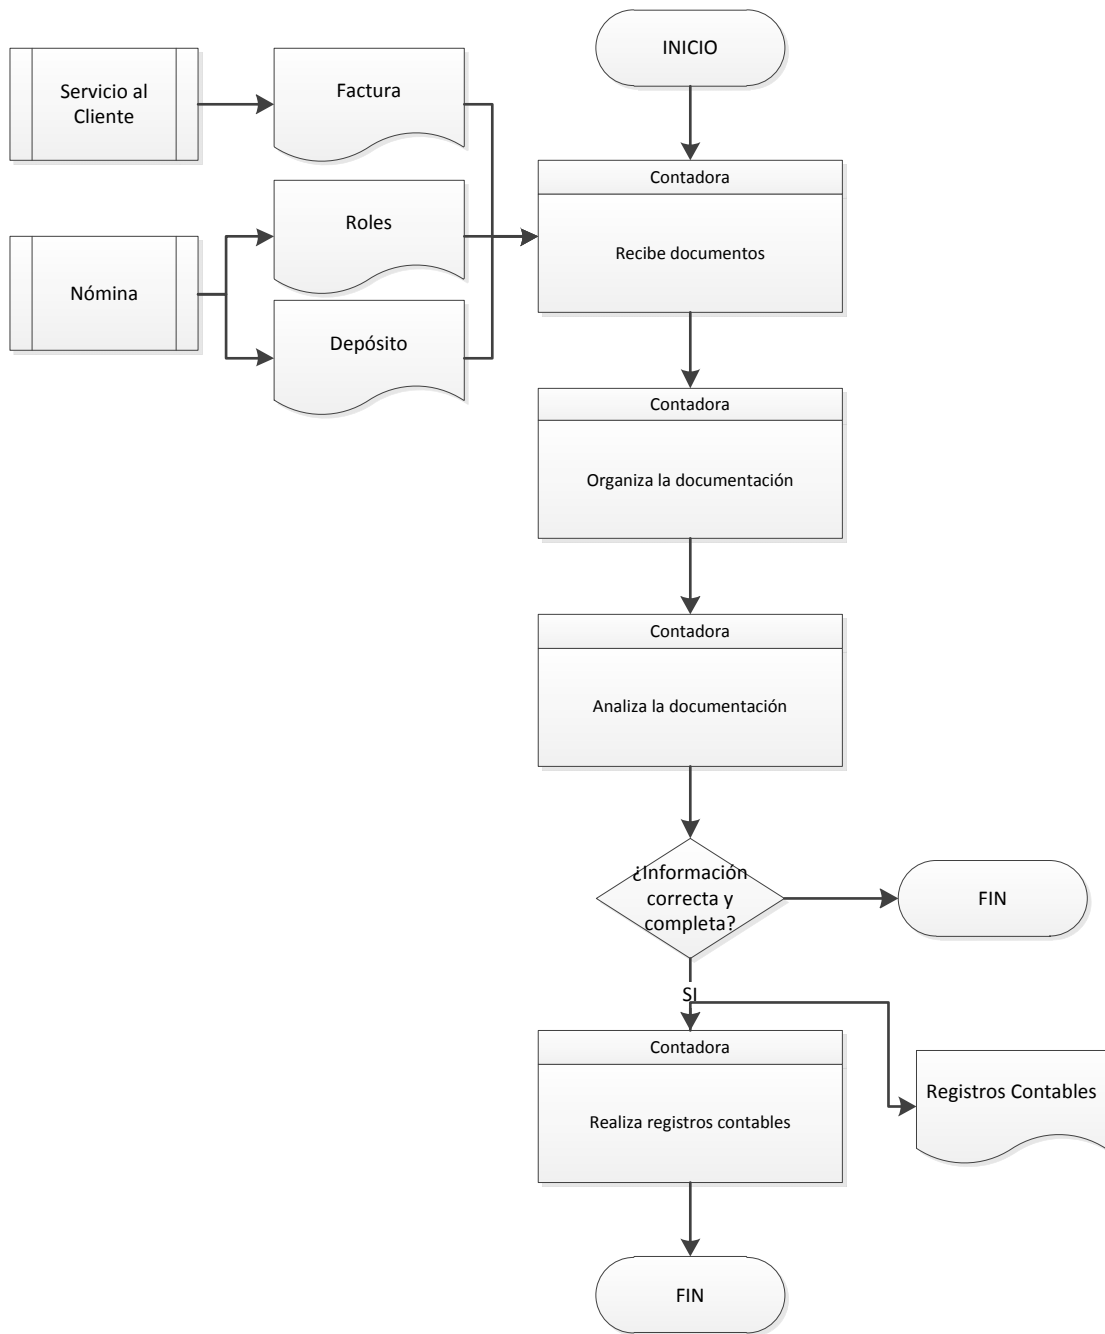 INICIO
Servicio al
Cliente
Factura
Contadora
Roles
Recibe documentos
Nómina
Depósito
Contadora
Organiza la documentación
Contadora
Analiza la documentación
¿Información
correcta y
completa?
FIN
SI
Contadora
Registros Contables
Realiza registros contables
FIN